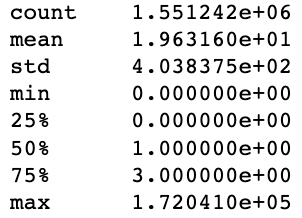 count 1.551242e+06
mean 1.963160e+01
std 4.038375e+02
min 0.000000e+00
25% 0.000000e+00
50% 1.000000e+00
75% 3.000000e+00
max 1.720410e+05